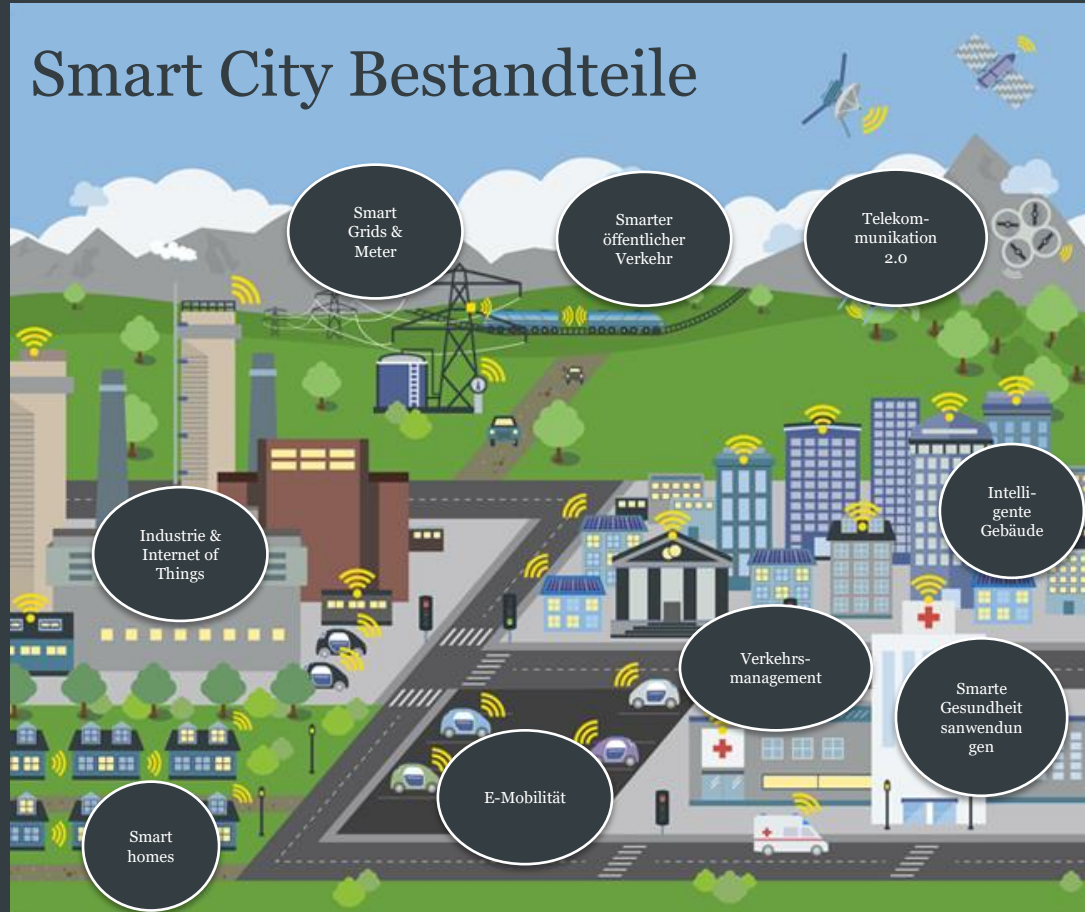 Smart City Bestandteile
Smart
Grids &
Meter
Smarter
öffentlicher
Verkehr
Telekom-
munikation
2.0
Intelli-
gente
Gebäude
Industrie &
Internet of
Things
Verkehrs-
management
Smarte
Gesundheit
sanwendun
gen
E-Mobilität
Smart
homes